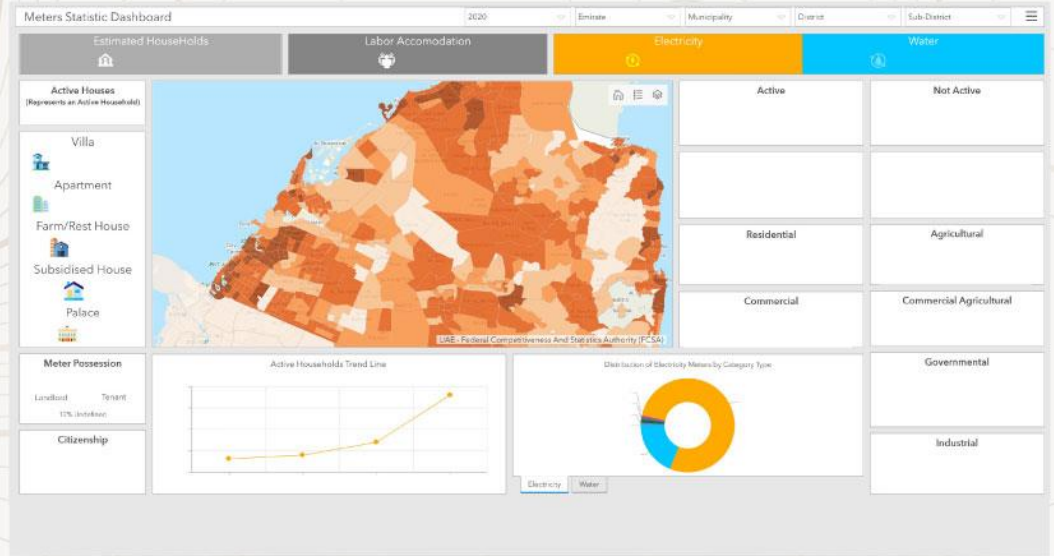 Meters Statistic Dashboard
2020
Emirate
Municipality
District
Sub-District
Estimated HouseHolds
Labor Accomodation
Electricity
Water
Active Houses
(Represents an Active Household)
Villa
Apartment
Farm/Rest House
Subsidised House
Palace
UAE - Federal Competitiveness And Statistics Authority (FCSA)
Active
Not Active
Residential
Agricultural
Commercial
Commercial Agricultural
Meter Possession
Landlord
Tenant
12% Undefined
Citizenship
Active Households Trend Line
Distribution of Electricity Meters by Category Type
Electricity
Water
Governmental
Industrial